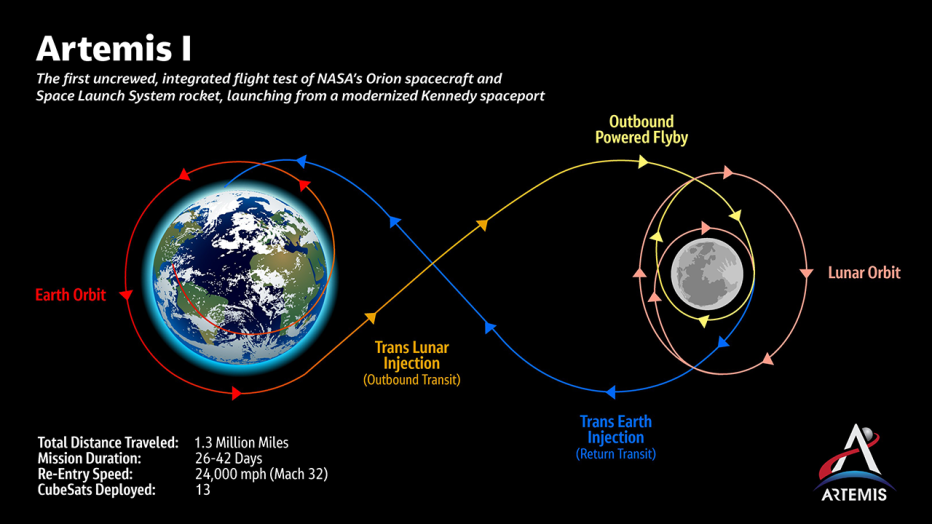 Artemis I
The first uncrewed, integrated flight test of NASA's Orion spacecraft and
Space Launch System rocket, launching from a modernized Kennedy spaceport
Outbound
Powered Flyby
Earth Orbit
Lunar Orbit
Trans Lunar
Injection
(Outbound Transit)
Trans Earth
Injection
(Return Transit)
Total Distance Traveled: 1.3 Million Miles
Mission Duration: 26-42 Days
Re-Entry Speed: 24,000 mph (Mach 32)
CubeSats Deployed: 13
ARTEMIS